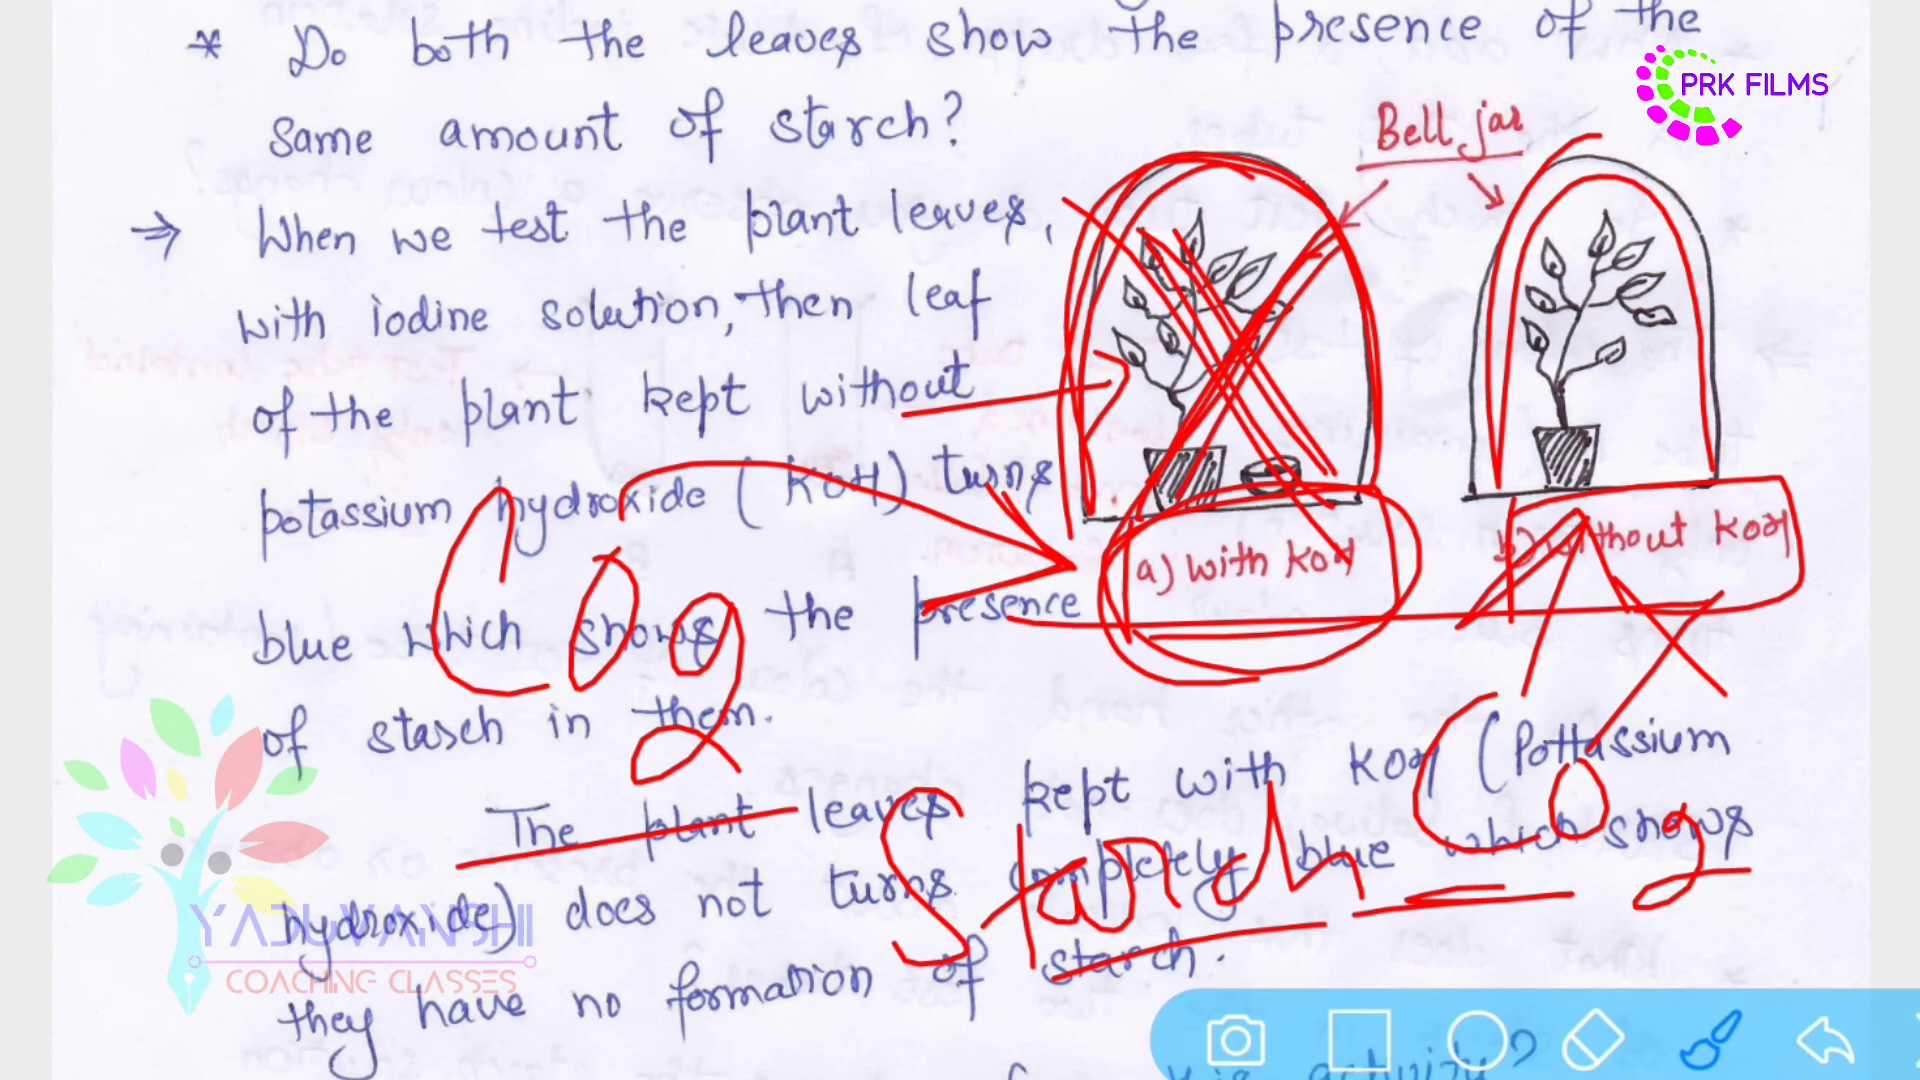 * Do both the leaves show the presence of the
same amount of starch?
PRK FILMS
Bell jar
⇒ When we test the plant leaves,
with iodine solution, then leaf
of the plant kept without
potassium hydroxide (KOH) turns
blue which shows the presence
of starch in them.
a) with KOH
b) without KOH
CO2
CO2
Starch
The plant leaves kept with KOH (Pottassium
hydroxide) does not turns completely blue which shows
they have no formation of starch.
YADUVANSHI
COACHING CLASSES
activity